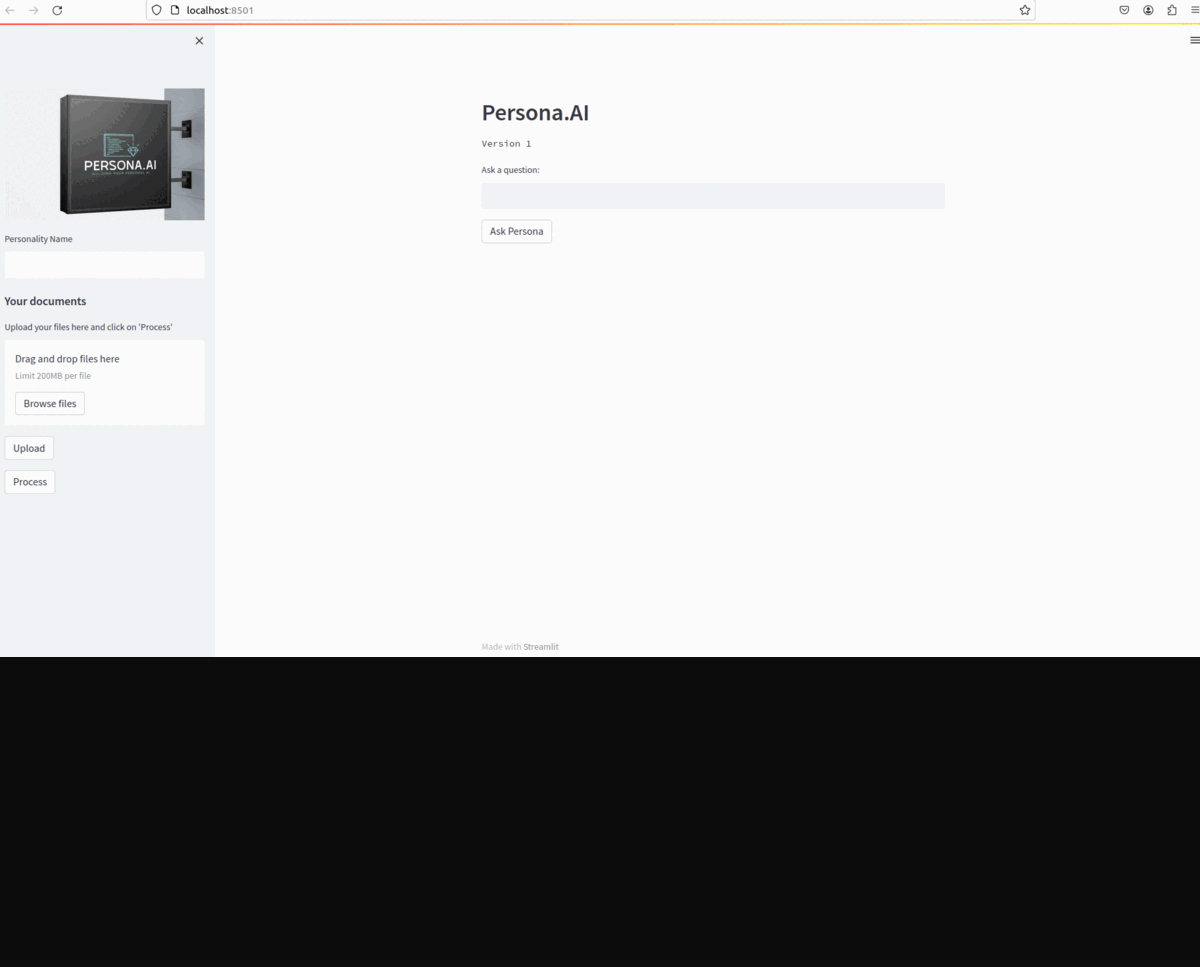 localhost:8501
PERSONA.AI
Personality Name
Your documents
Upload your files here and click on 'Process'
Drag and drop files here
Limit 200MB per file
Browse files
Upload
Process
Persona.AI
Version 1
Ask a question:
Ask Persona
Made with Streamlit